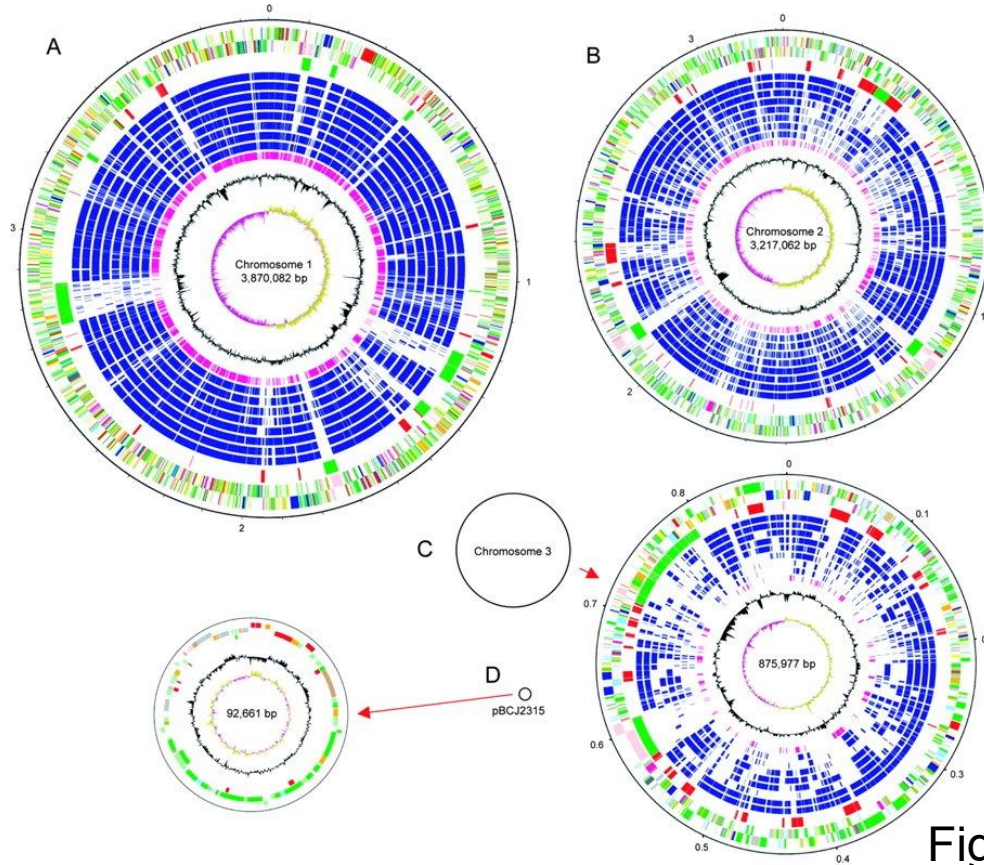 A
0
1
2
3
Chromosome 1
3,870,082 bp
B
0
1
2
3
Chromosome 2
3,217,062 bp
C
Chromosome 3
0
0.1
0.3
0.4
0.5
0.6
0.7
0.8
875,977 bp
D
pBCJ2315
92,661 bp
Fig